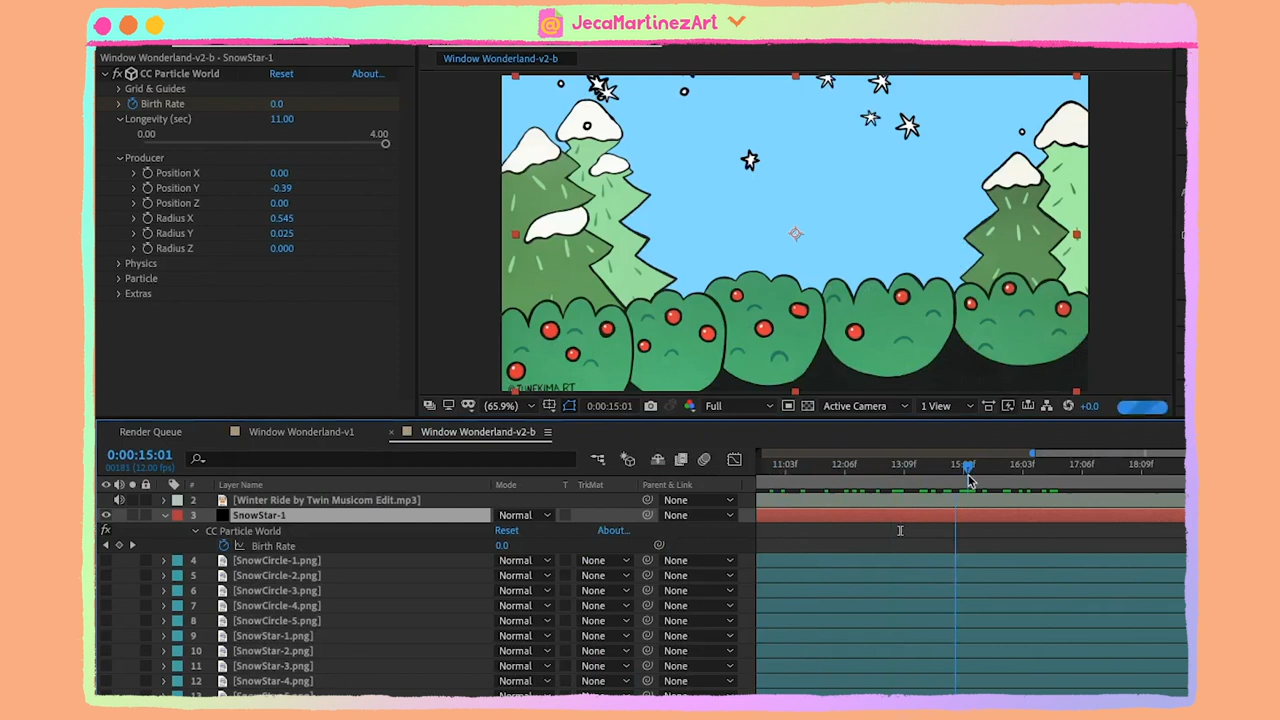 @ JecaMartinezArt
Window Wonderland-v2-b • SnowStar-1
fx CC Particle World Reset About...
Grid & Guides
Birth Rate 0.0
Longevity (sec) 11.00
0.00 4.00
Producer
Position X 0.00
Position Y -0.39
Position Z 0.00
Radius X 0.545
Radius Y 0.025
Radius Z 0.000
Physics
Particle
Extras
Window Wonderland-v2-b
@JUNEKIMART
(65.9%) 0:00:15:01 Full Active Camera 1 View +0.0
Render Queue Window Wonderland-v1 × Window Wonderland-v2-b
0:00:15:01
00181 (12.00 fps)
11:03f 12:06f 13:09f 15:00f 16:03f 17:06f 18:09f
# Layer Name Mode T TrkMat Parent & Link
2 [Winter Ride by Twin Musicom Edit.mp3] None
3 SnowStar-1 Normal None
fx CC Particle World Reset About...
Birth Rate 0.0
4 [SnowCircle-1.png] Normal None None
5 [SnowCircle-2.png] Normal None None
6 [SnowCircle-3.png] Normal None None
7 [SnowCircle-4.png] Normal None None
8 [SnowCircle-5.png] Normal None None
9 [SnowStar-1.png] Normal None None
10 [SnowStar-2.png] Normal None None
11 [SnowStar-3.png] Normal None None
12 [SnowStar-4.png] Normal None None